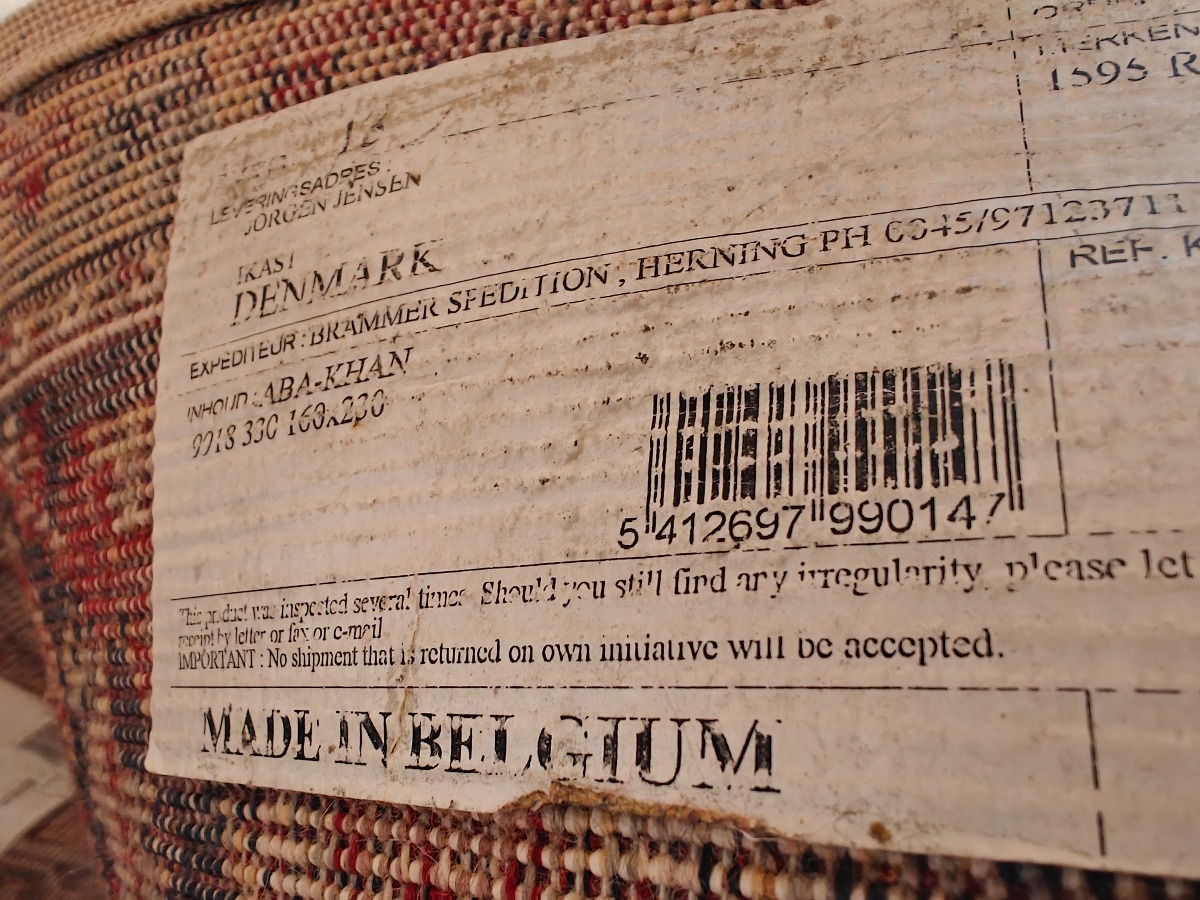 12
LEVERINGSADRES :
JORGEN JENSEN
IKAST
DENMARK
MERKEN
1595 R
EXPEDITEUR : BRAMMER SPEDITION , HERNING PH 0045/97123711
REF. K
INHOUD : ABA-KHAN
9918 330 160x230
5 412697 990147
This product was inspected several times. Should you still find any irregularity, please let
receipt by letter or fax or e-mail
IMPORTANT : No shipment that is returned on own initiative will be accepted.
MADE IN BELGIUM